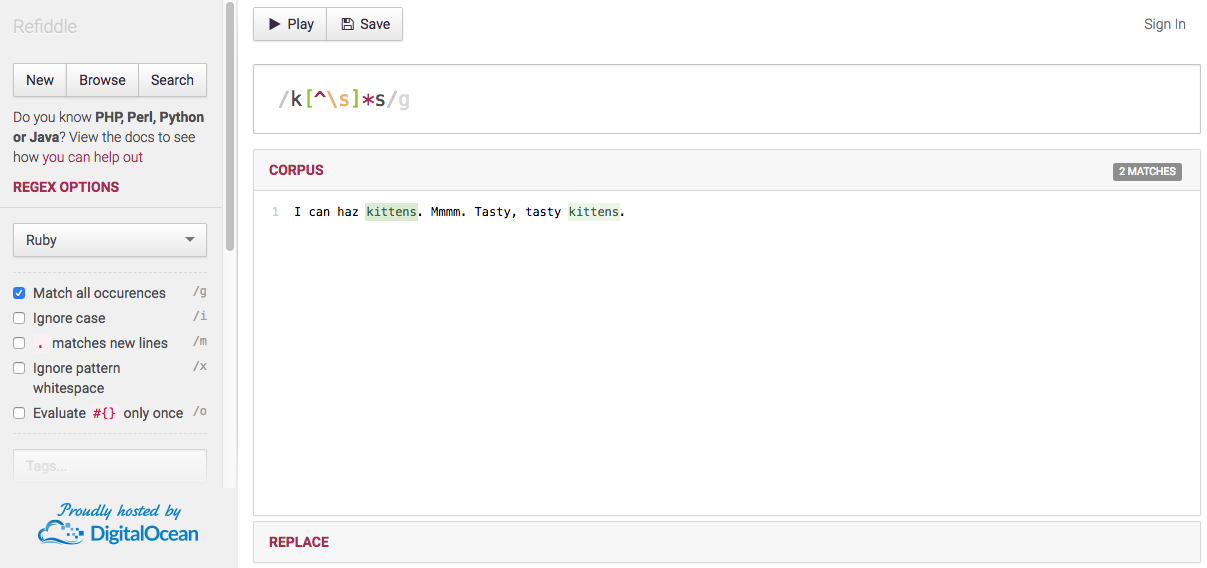 Refiddle
New Browse Search
Do you know PHP, Perl, Python
or Java? View the docs to see
how you can help out
REGEX OPTIONS
Ruby
Match all occurences /g
Ignore case /i
. matches new lines /m
Ignore pattern /x
whitespace
Evaluate #{} only once /o
Tags...
Proudly hosted by
DigitalOcean
Play Save
Sign In
/k[^\s]*s/g
CORPUS
2 MATCHES
1 I can haz kittens. Mmmm. Tasty, tasty kittens.
REPLACE